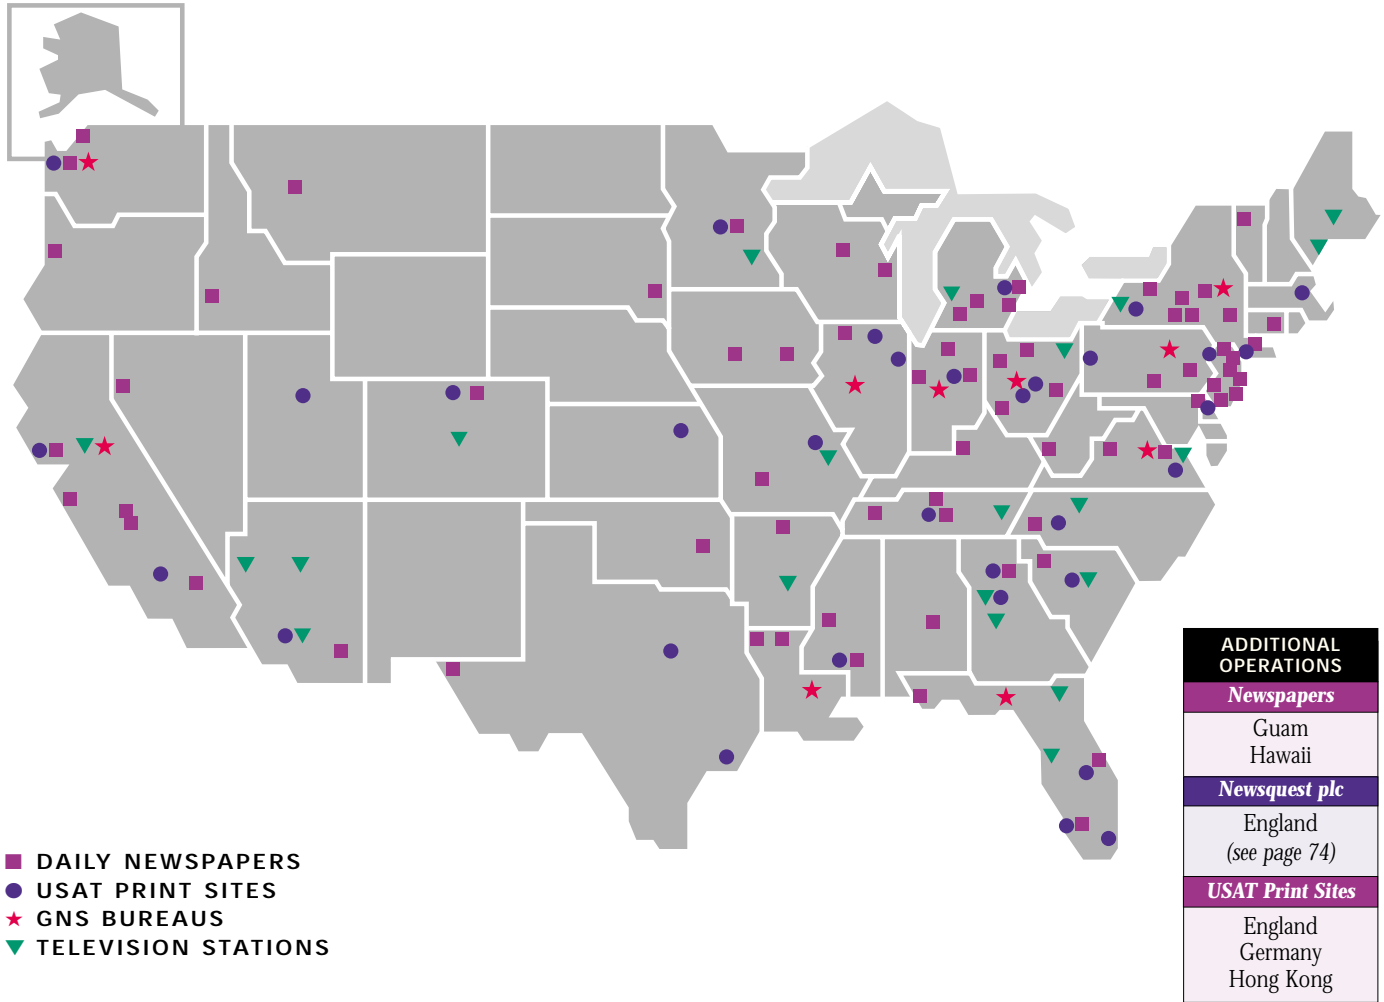 ADDITIONAL
OPERATIONS
Newspapers
Guam
Hawaii
Newsquest plc
England
(see page 74)
USAT Print Sites
England
Germany
Hong Kong
DAILY NEWSPAPERS
USAT PRINT SITES
GNS BUREAUS
TELEVISION STATIONS